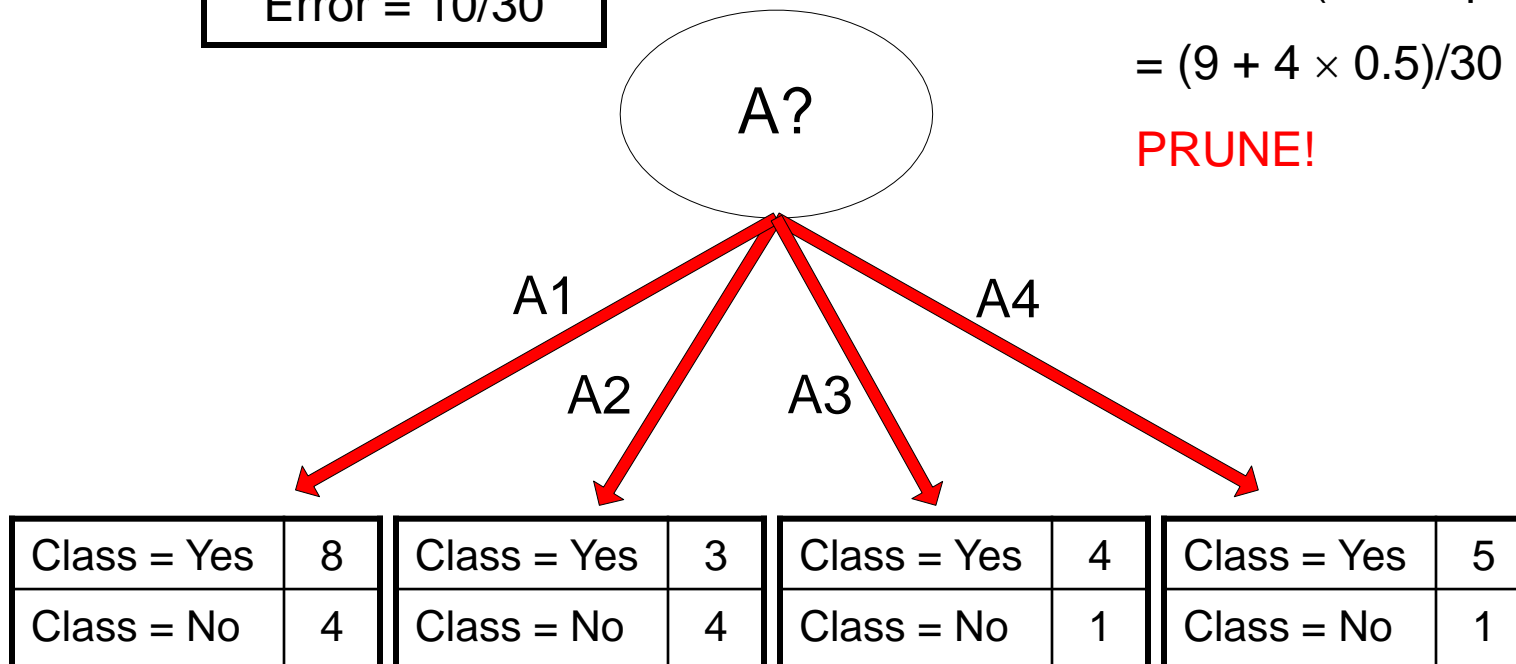 Error = 10/30
= (9 + 4 × 0.5)/30
A?
PRUNE!
A1
A4
A2
A3
Class = Yes 8
Class = No 4
Class = Yes 3
Class = No 4
Class = Yes 4
Class = No 1
Class = Yes 5
Class = No 1